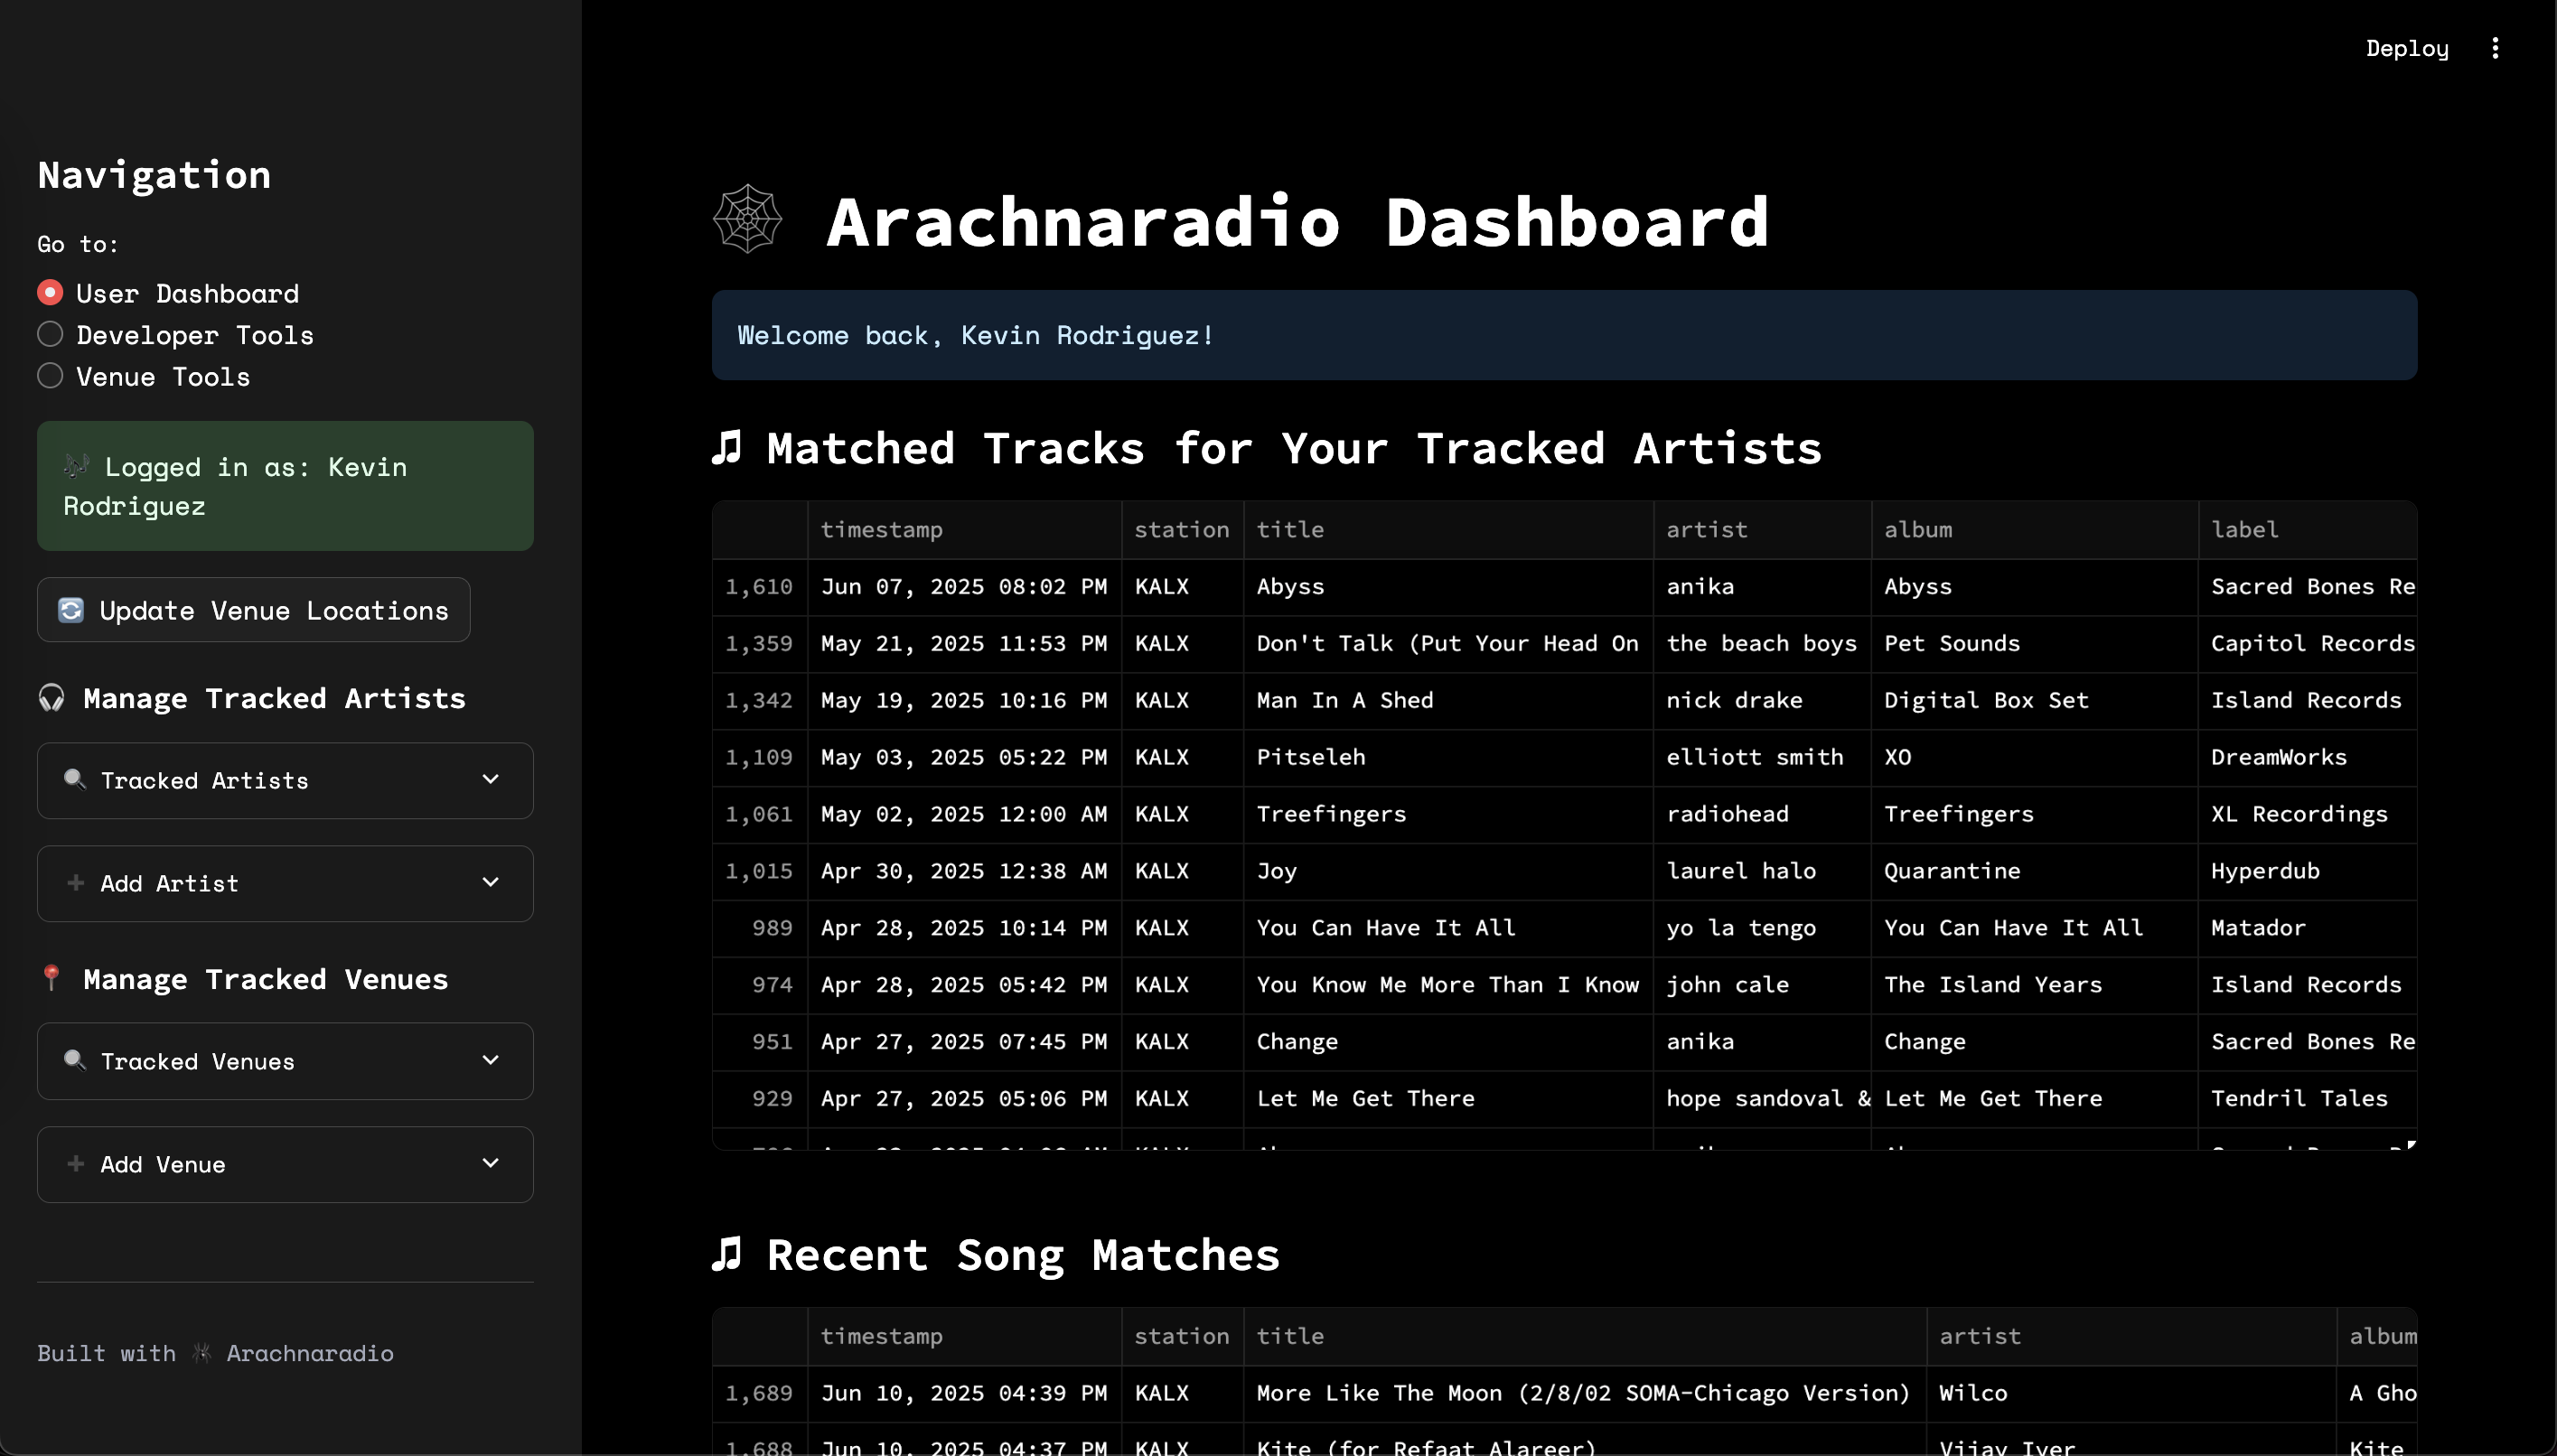 Deploy
Navigation
Go to:
User Dashboard
Developer Tools
Venue Tools
Logged in as: Kevin
Rodriguez
Update Venue Locations
Manage Tracked Artists
Tracked Artists
Add Artist
Manage Tracked Venues
Tracked Venues
Add Venue
Built with Arachnaradio
Arachnaradio Dashboard
Welcome back, Kevin Rodriguez!
Matched Tracks for Your Tracked Artists
timestamp station title artist album label
1,610 Jun 07, 2025 08:02 PM KALX Abyss anika Abyss Sacred Bones Re
1,359 May 21, 2025 11:53 PM KALX Don't Talk (Put Your Head On the beach boys Pet Sounds Capitol Records
1,342 May 19, 2025 10:16 PM KALX Man In A Shed nick drake Digital Box Set Island Records
1,109 May 03, 2025 05:22 PM KALX Pitseleh elliott smith XO DreamWorks
1,061 May 02, 2025 12:00 AM KALX Treefingers radiohead Treefingers XL Recordings
1,015 Apr 30, 2025 12:38 AM KALX Joy laurel halo Quarantine Hyperdub
989 Apr 28, 2025 10:14 PM KALX You Can Have It All yo la tengo You Can Have It All Matador
974 Apr 28, 2025 05:42 PM KALX You Know Me More Than I Know john cale The Island Years Island Records
951 Apr 27, 2025 07:45 PM KALX Change anika Change Sacred Bones Re
929 Apr 27, 2025 05:06 PM KALX Let Me Get There hope sandoval & Let Me Get There Tendril Tales
Recent Song Matches
timestamp station title artist album
1,689 Jun 10, 2025 04:39 PM KALX More Like The Moon (2/8/02 SOMA-Chicago Version) Wilco A Gho
1,688 Jun 10, 2025 04:37 PM KALX Kite (for Refaat Alareer) Vijay Iyer Kite